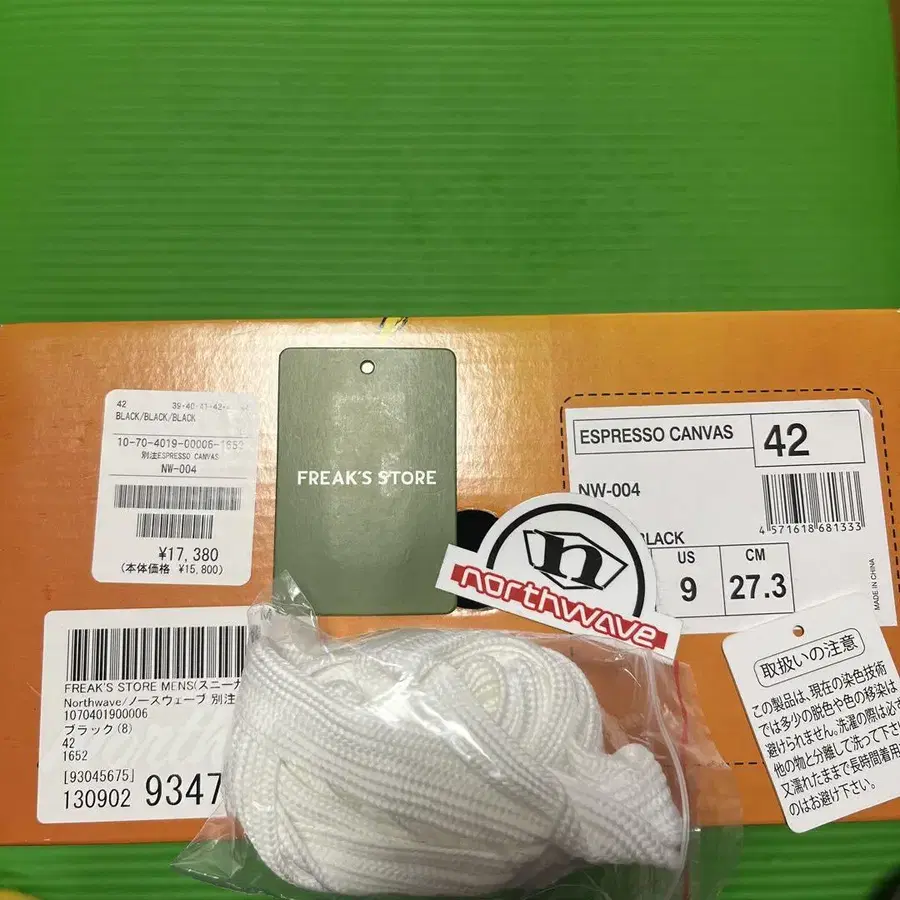 42 39-40-41-42-
BLACK/BLACK/BLACK
10-70-4019-00006-1652
別注ESPRESSO CANVAS
NW-004
¥17,380
(本体価格 ¥15,800)
FREAK'S STORE
ESPRESSO CANVAS 42
NW-004
BLACK
4571618681333
US CM
9 27.3
MADE IN CHINA
n
northwave
FREAK'S STORE MENS(スニーカ
Northwave/ノースウェーブ 別注
1070401900006
ブラック(8)
42
1652
[93045675]
130902 9347
取扱いの注意
この製品は、現在の染色技術
では多少の脱色や色の移染は
避けられません。洗濯の際は必ず
他の物と分離して洗って下さ
又濡れたままで長時間着用
のはお避け下さい。